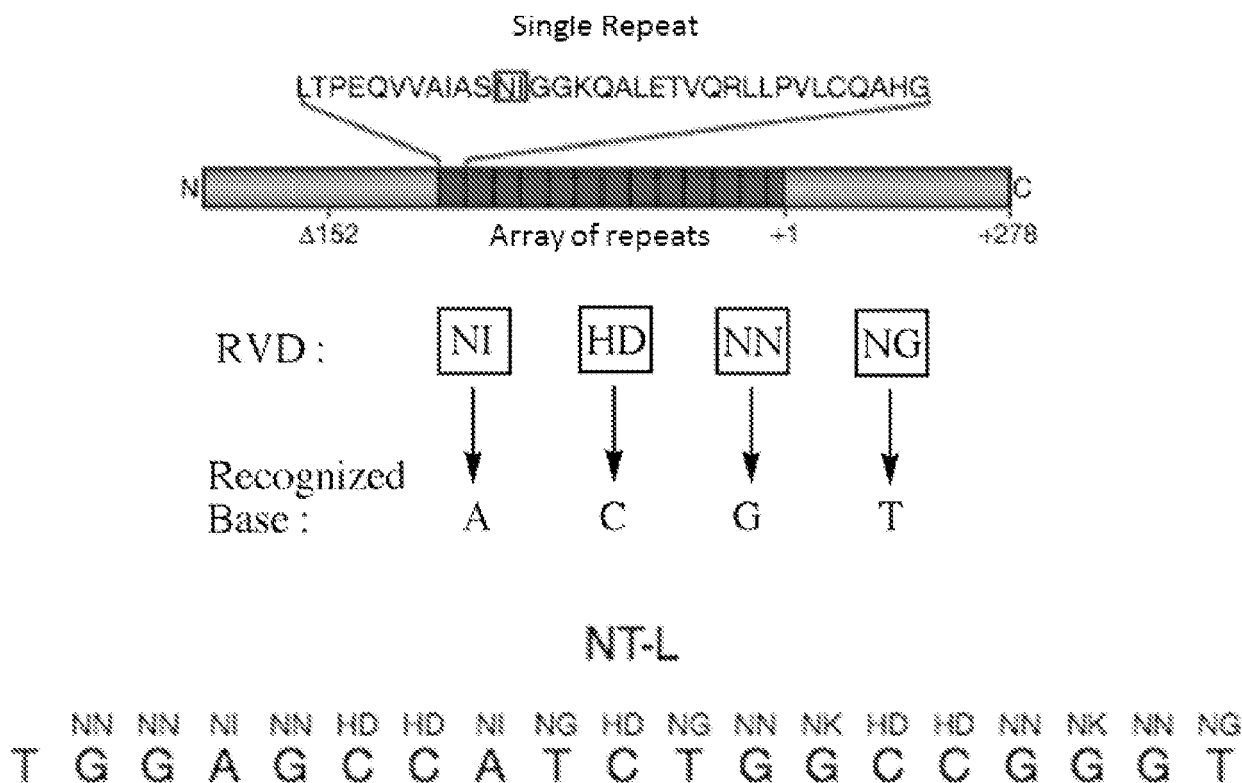 Single Repeat
LTPEQVVAIASNIGGKQALETVQRLLPVLCQAHG
N C
Δ152 Array of repeats +1 +278
RVD : NI HD NN NG
Recognized
Base : A C G T
NT-L
NN NN NI NN HD HD NI NG HD NG NN NK HD HD NN NK NN NG
T G G A G C C A T C T G G C C G G G T